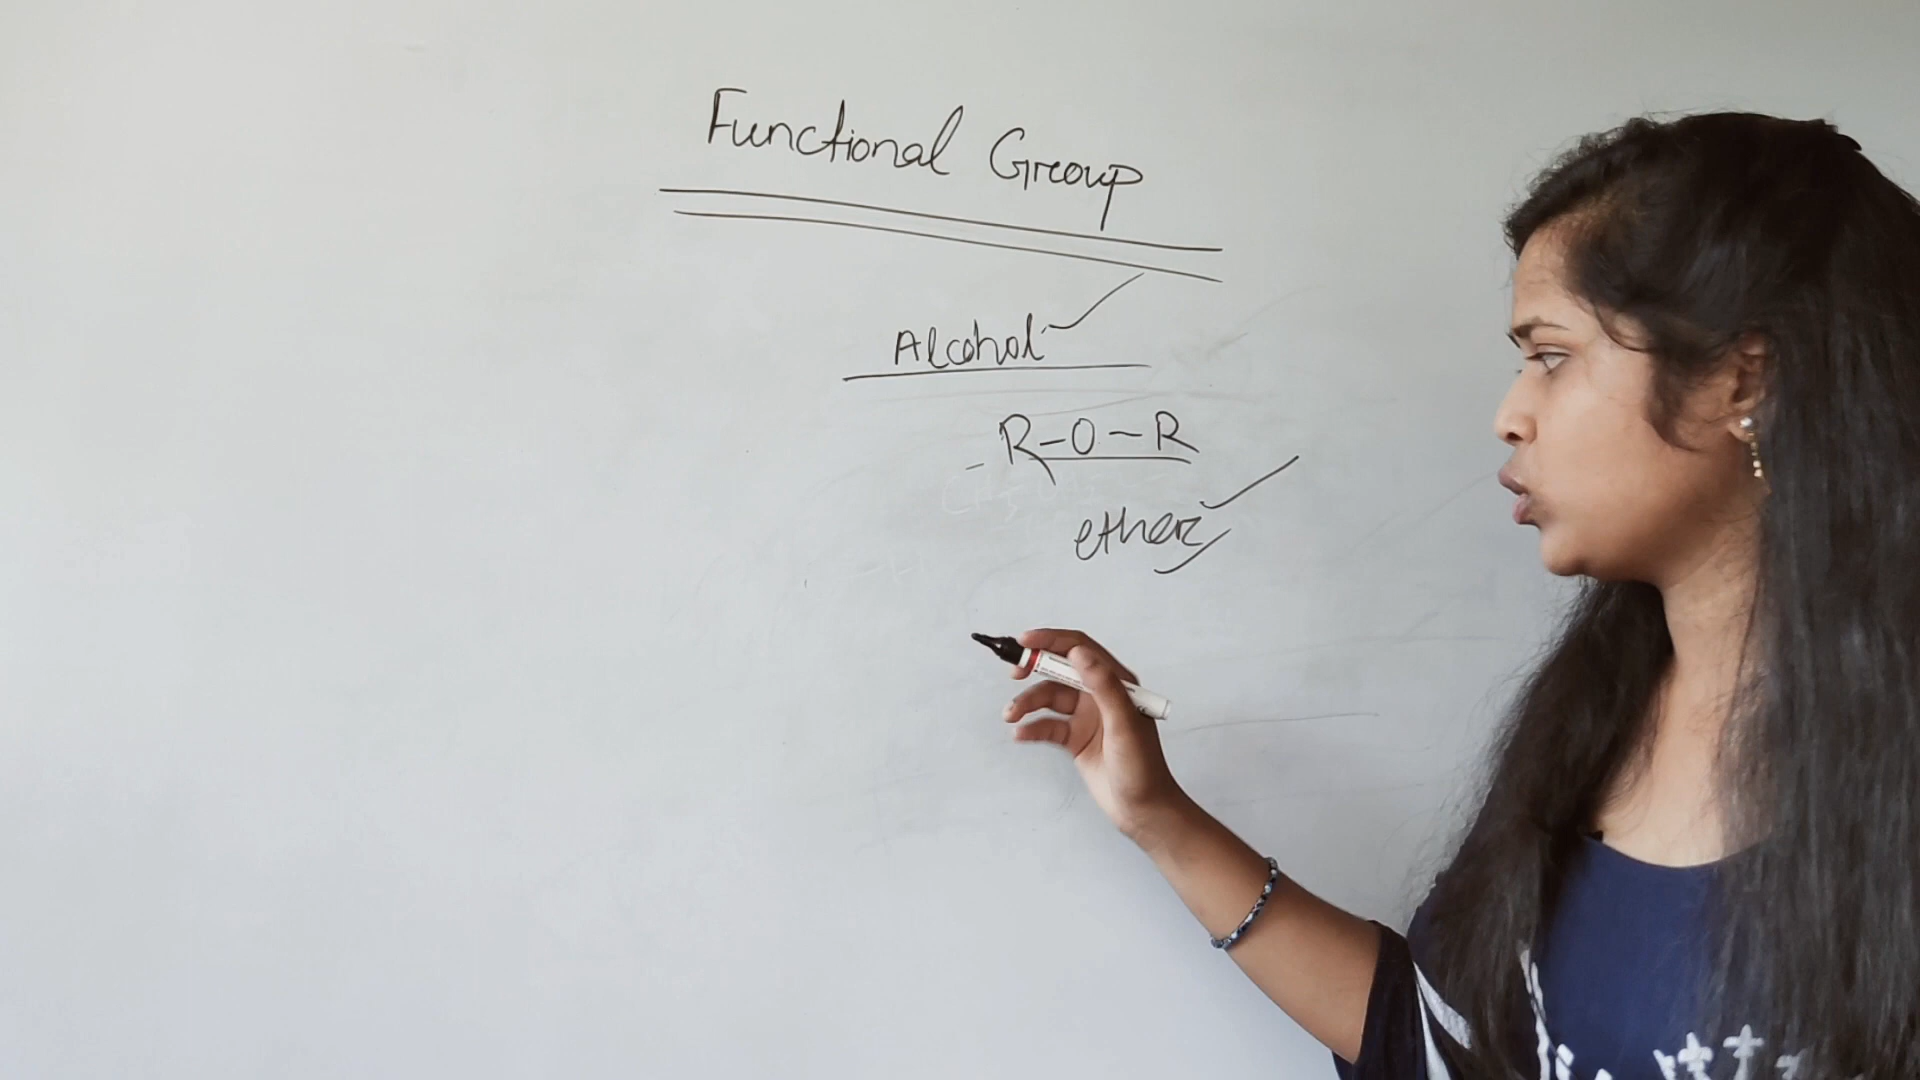 Functional Group
Alcohol
R-O-R
ether